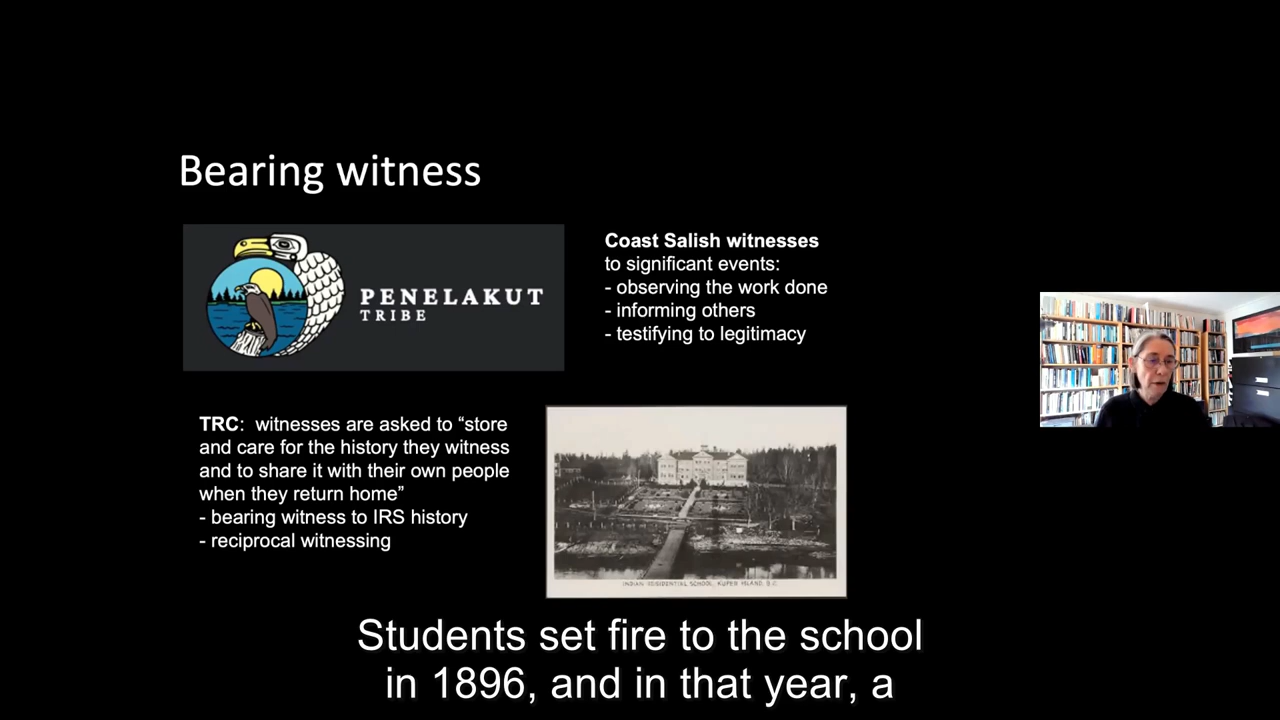 Bearing witness
PENELAKUT
TRIBE
Coast Salish witnesses
to significant events:
- observing the work done
- informing others
- testifying to legitimacy
TRC:  witnesses are asked to “store
and care for the history they witness
and to share it with their own people
when they return home”
- bearing witness to IRS history
- reciprocal witnessing
INDIAN RESIDENTIAL SCHOOL, KUPER ISLAND, B.C.
Students set fire to the school
in 1896, and in that year, a